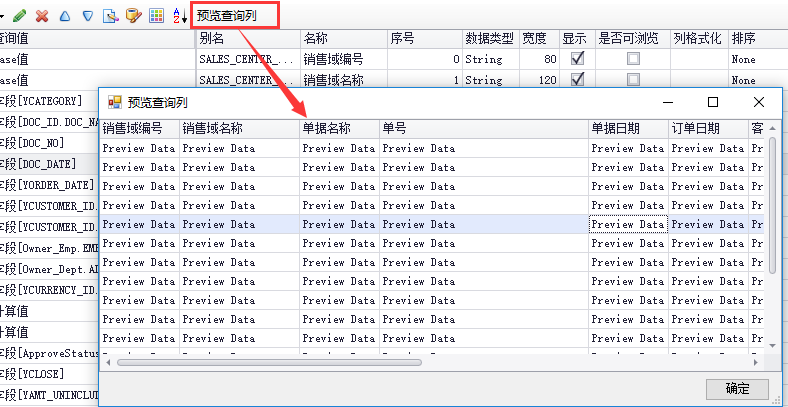 预览查询列
查询值 别名 名称 序号 数据类型 宽度 显示 是否可浏览 列格式化 排序
ase值 SALES_CENTER_... 销售域编号 0 String 80 None
ase值 SALES_CENTER_... 销售域名称 1 String 120 None
字段[YCATEGORY]
字段[DOC_ID.DOC_NA
字段[DOC_NO]
字段[DOC_DATE]
字段[YORDER_DATE]
字段[YCUSTOMER_ID.
字段[YCUSTOMER_ID.
字段[Owner_Emp.EME
字段[Owner_Dept.AD
字段[YCURRENCY_ID.
计算值
计算值
字段[ApproveStatus
字段[YCLOSE]
字段[YAMT_UNINCLUD
预览查询列
销售域编号 销售域名称 单据名称 单号 单据日期 订单日期 客
Preview Data Preview Data Preview Data Preview Data Preview Data Preview Data Pr
Preview Data Preview Data Preview Data Preview Data Preview Data Preview Data Pr
Preview Data Preview Data Preview Data Preview Data Preview Data Preview Data Pr
Preview Data Preview Data Preview Data Preview Data Preview Data Preview Data Pr
Preview Data Preview Data Preview Data Preview Data Preview Data Preview Data Pr
Preview Data Preview Data Preview Data Preview Data Preview Data Preview Data Pr
Preview Data Preview Data Preview Data Preview Data Preview Data Preview Data Pr
Preview Data Preview Data Preview Data Preview Data Preview Data Preview Data Pr
Preview Data Preview Data Preview Data Preview Data Preview Data Preview Data Pr
Preview Data Preview Data Preview Data Preview Data Preview Data Preview Data Pr
Preview Data Preview Data Preview Data Preview Data Preview Data Preview Data Pr
确定